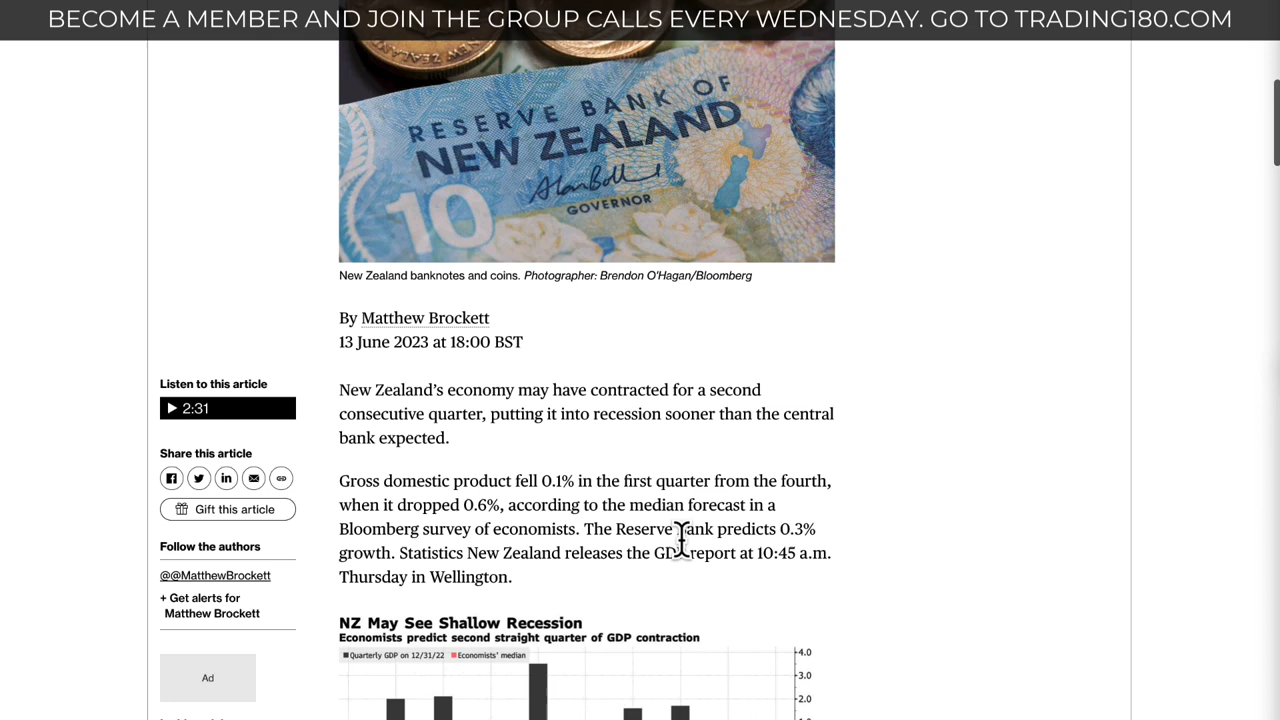 BECOME A MEMBER AND JOIN THE GROUP CALLS EVERY WEDNESDAY. GO TO TRADING180.COM
RESERVE BANK OF
NEW ZEALAND
10
GOVERNOR
New Zealand banknotes and coins. Photographer: Brendon O'Hagan/Bloomberg
By Matthew Brockett
13 June 2023 at 18:00 BST
Listen to this article
2:31
Share this article
Gift this article
Follow the authors
@@MatthewBrockett
+ Get alerts for
Matthew Brockett
Ad
New Zealand’s economy may have contracted for a second
consecutive quarter, putting it into recession sooner than the central
bank expected.
Gross domestic product fell 0.1% in the first quarter from the fourth,
when it dropped 0.6%, according to the median forecast in a
Bloomberg survey of economists. The Reserve Bank predicts 0.3%
growth. Statistics New Zealand releases the GDP report at 10:45 a.m.
Thursday in Wellington.
NZ May See Shallow Recession
Economists predict second straight quarter of GDP contraction
Quarterly GDP on 12/31/22 Economists' median
4.0
3.0
2.0